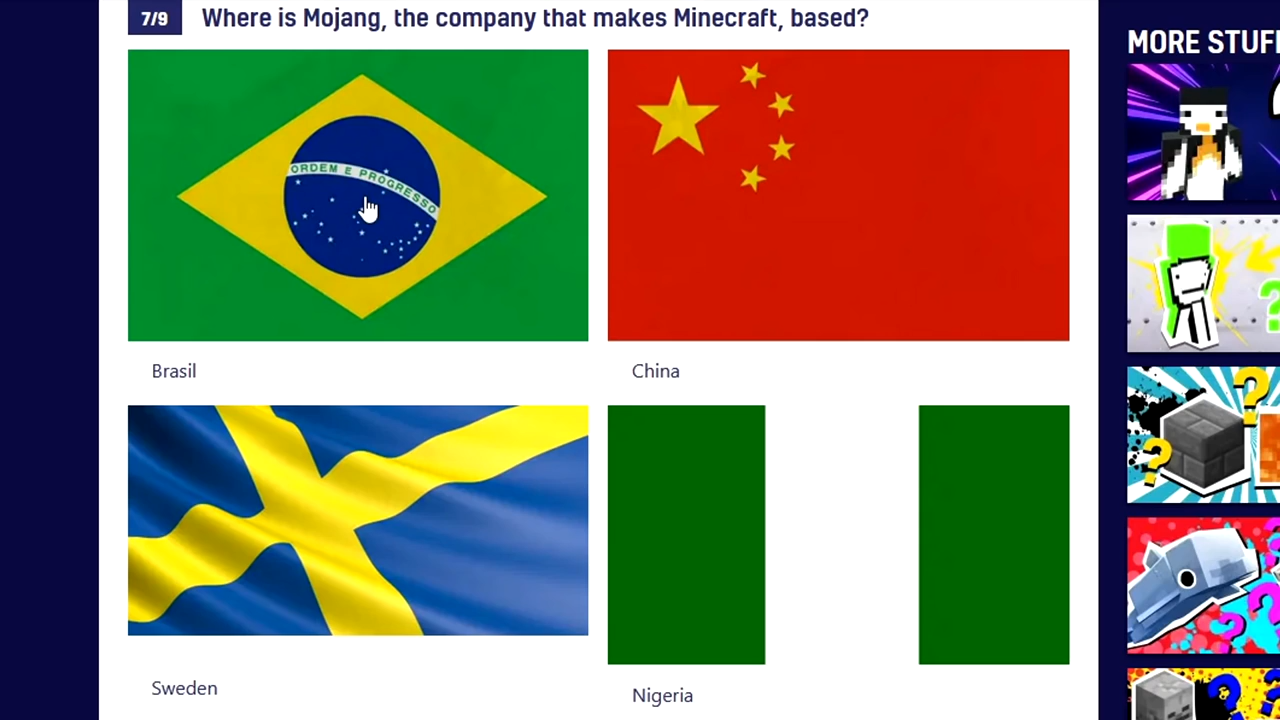 7/9 Where is Mojang, the company that makes Minecraft, based?
MORE STUFF
ORDEM E PROGRESSO
Brasil
China
Sweden
Nigeria